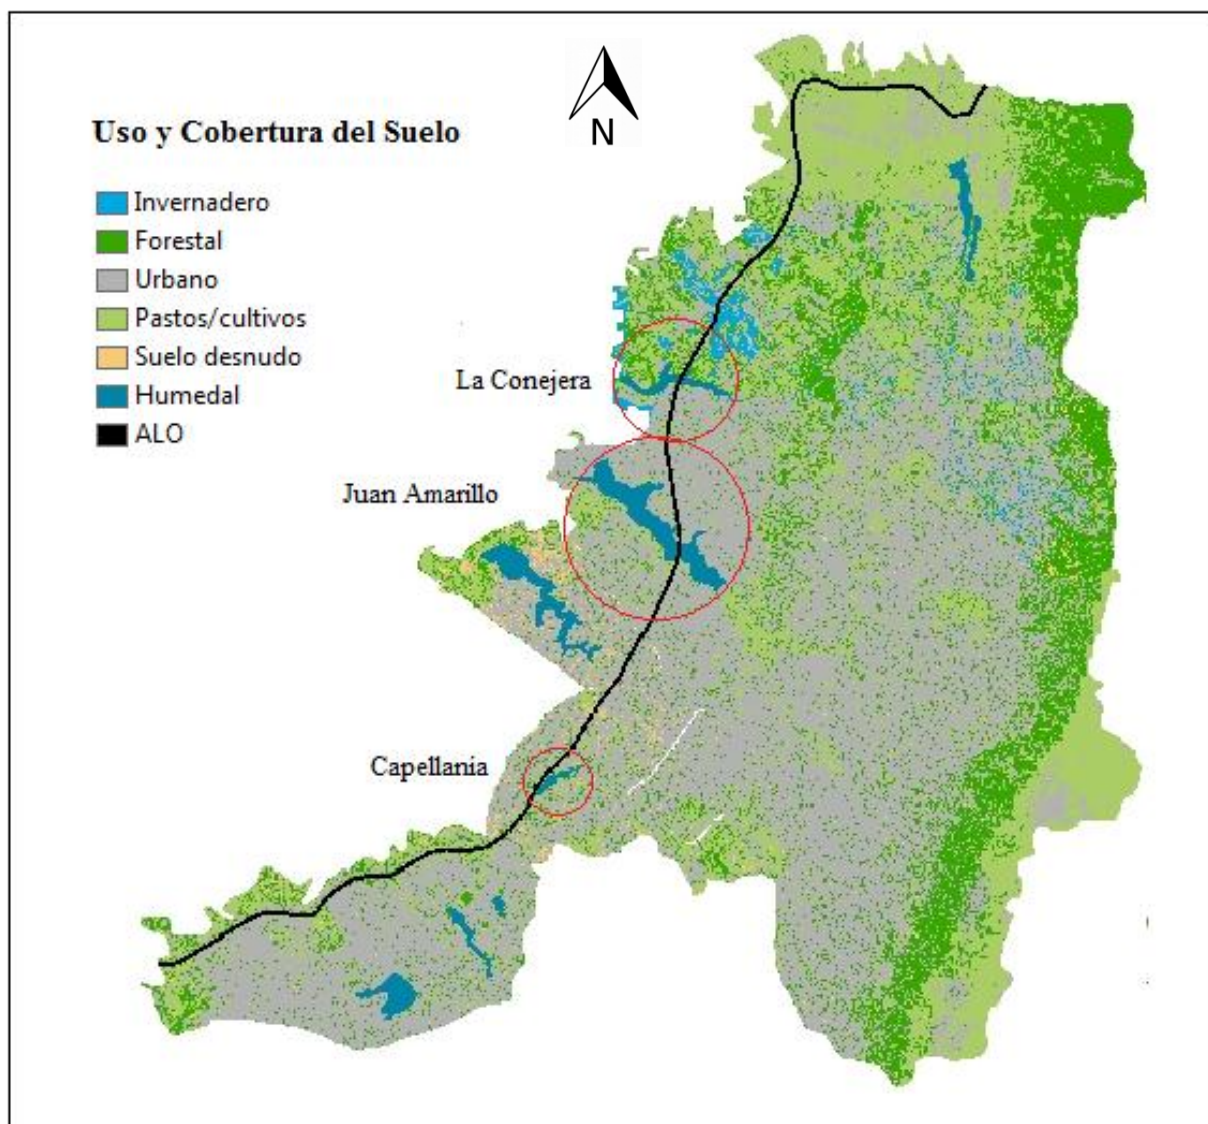 N
Uso y Cobertura del Suelo
Invernadero
Forestal
Urbano
Pastos/cultivos
Suelo desnudo
Humedal
ALO
La Conejera
Juan Amarillo
Capellania